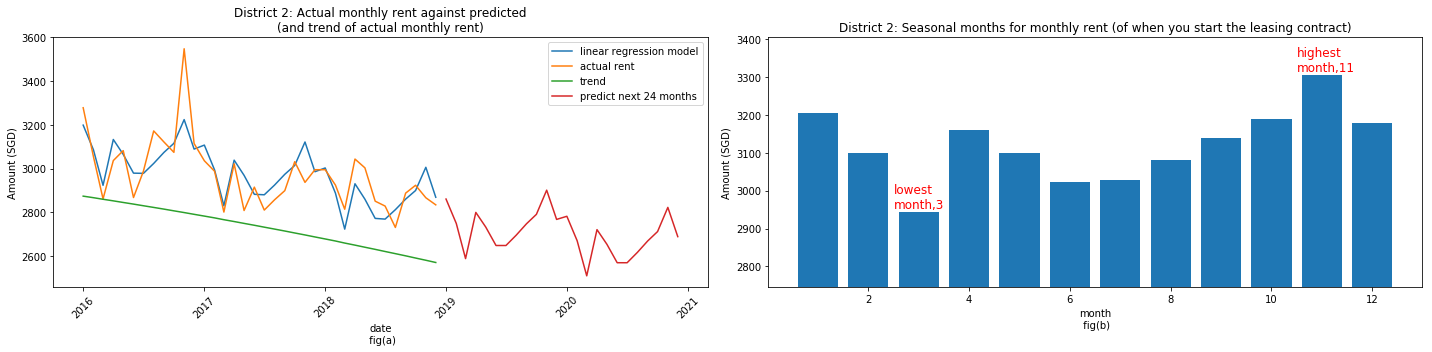 District 2: Actual monthly rent against predicted
(and trend of actual monthly rent)
Amount (SGD)
3600
3400
3200
3000
2800
2600
linear regression model
actual rent
trend
predict next 24 months
2016
2017
2018
2019
2020
2021
date
fig(a)
District 2: Seasonal months for monthly rent (of when you start the leasing contract)
Amount (SGD)
3400
3300
3200
3100
3000
2900
2800
highest
month,11
lowest
month,3
2
4
6
8
10
12
month
fig(b)